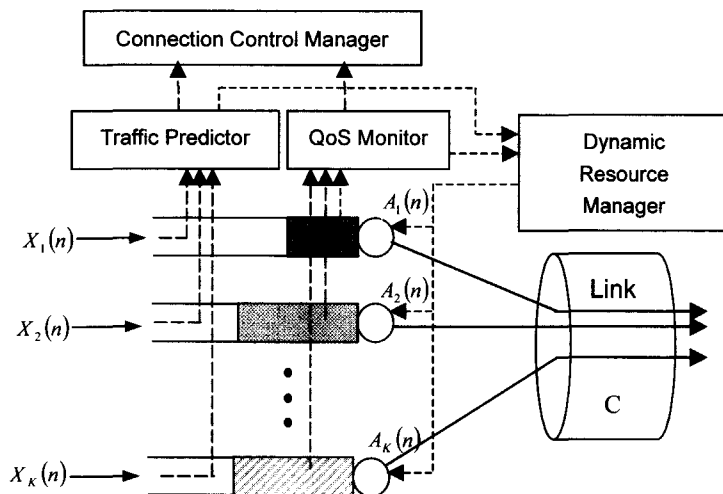 Connection Control Manager
Traffic Predictor
QoS Monitor
Dynamic
Resource
Manager
A₁(n)
X₁(n)
A₂(n)
Link
X₂(n)
C
A_K(n)
X_K(n)